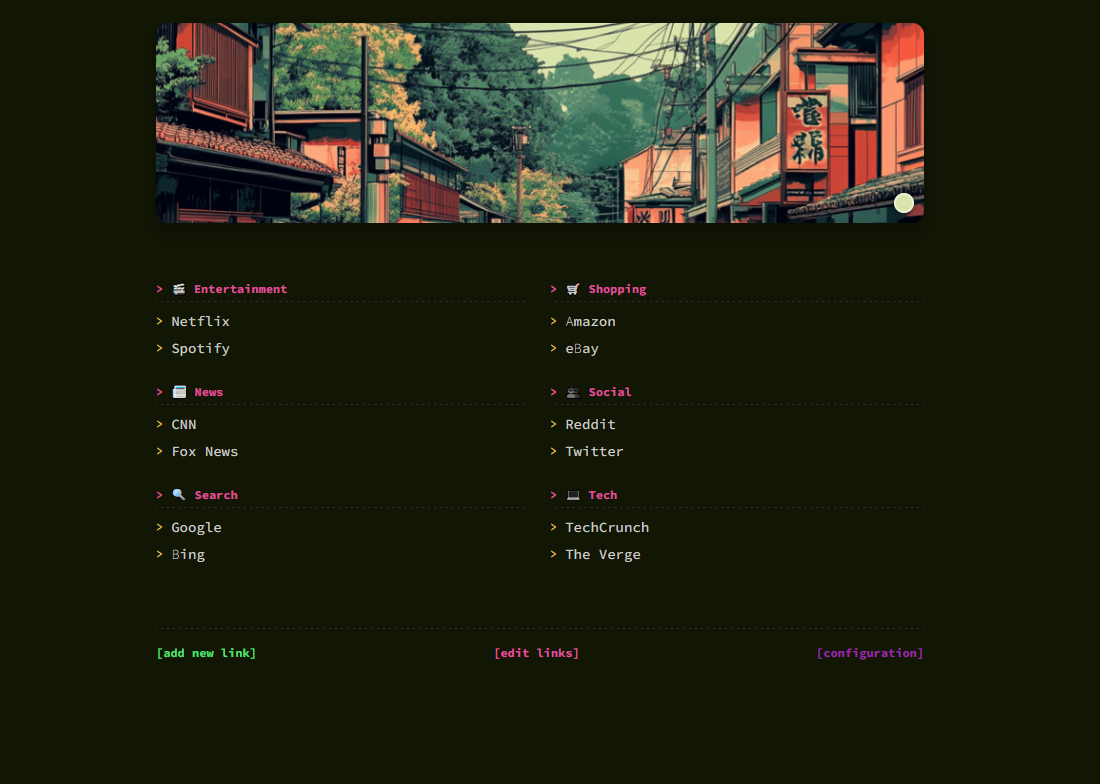 > 🎬 Entertainment
> Netflix
> Spotify
> 📰 News
> CNN
> Fox News
> 🔍 Search
> Google
> Bing
> 🛒 Shopping
> Amazon
> eBay
> 👥 Social
> Reddit
> Twitter
> 💻 Tech
> TechCrunch
> The Verge
[add new link]
[edit links]
[configuration]